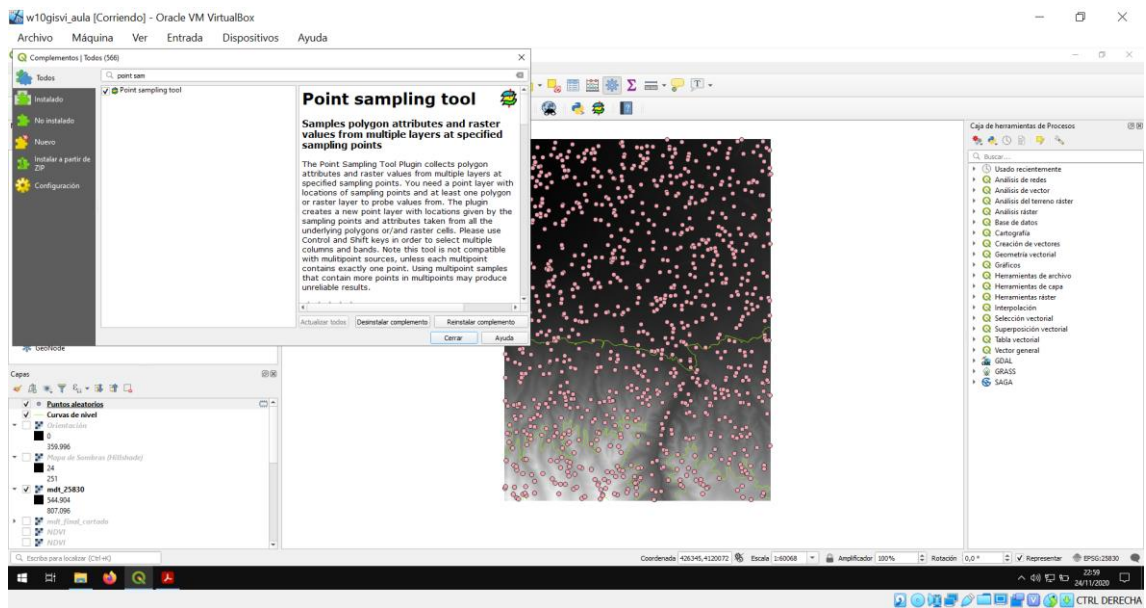 w10gisvi_aula [Corriendo] - Oracle VM VirtualBox
Archivo Máquina Ver Entrada Dispositivos Ayuda
Complementos | Todos (566)
Todos
Instalado
No instalado
Nuevo
Instalar a partir de ZIP
Configuración
point sam
Point sampling tool
Point sampling tool
Samples polygon attributes and raster
values from multiple layers at specified
sampling points
The Point Sampling Tool Plugin collects polygon
attributes and raster values from multiple layers at
specified sampling points. You need a point layer with
locations of sampling points and at least one polygon
or raster layer to probe values from. The plugin
creates a new point layer with locations given by the
sampling points and attributes taken from all the
underlying polygons or/and raster cells. Please use
Control and Shift keys in order to select multiple
columns and bands. Note this tool is not compatible
with mulitipoint sources, unless each multipoint
contains exactly one point. Using multipoint samples
that contain more points in multipoints may produce
unreliable results.
Actualizar todos Desinstalar complemento Reinstalar complemento
Cerrar Ayuda
GeoNode
Capas
Puntos aleatorios
Curvas de nivel
Orientación
0
359.996
Mapa de Sombras (Hillshade)
24
251
mdt_25830
544.904
807.096
mdt_final_cortado
NDVI
NDVI
Caja de herramientas de Procesos
Buscar...
Usado recientemente
Análisis de redes
Análisis de vector
Análisis del terreno ráster
Análisis ráster
Base de datos
Cartografía
Creación de vectores
Geometría vectorial
Gráficos
Herramientas de archivo
Herramientas de capa
Herramientas ráster
Interpolación
Selección vectorial
Superposición vectorial
Tabla vectorial
Vector general
GDAL
GRASS
SAGA
Escriba para localizar (Ctrl+K)
Coordenada 426345,4120072 Escala 1:60068 Amplificador 100% Rotación 0,0 ° Representar EPSG:25830
22:59
24/11/2020
CTRL DERECHA